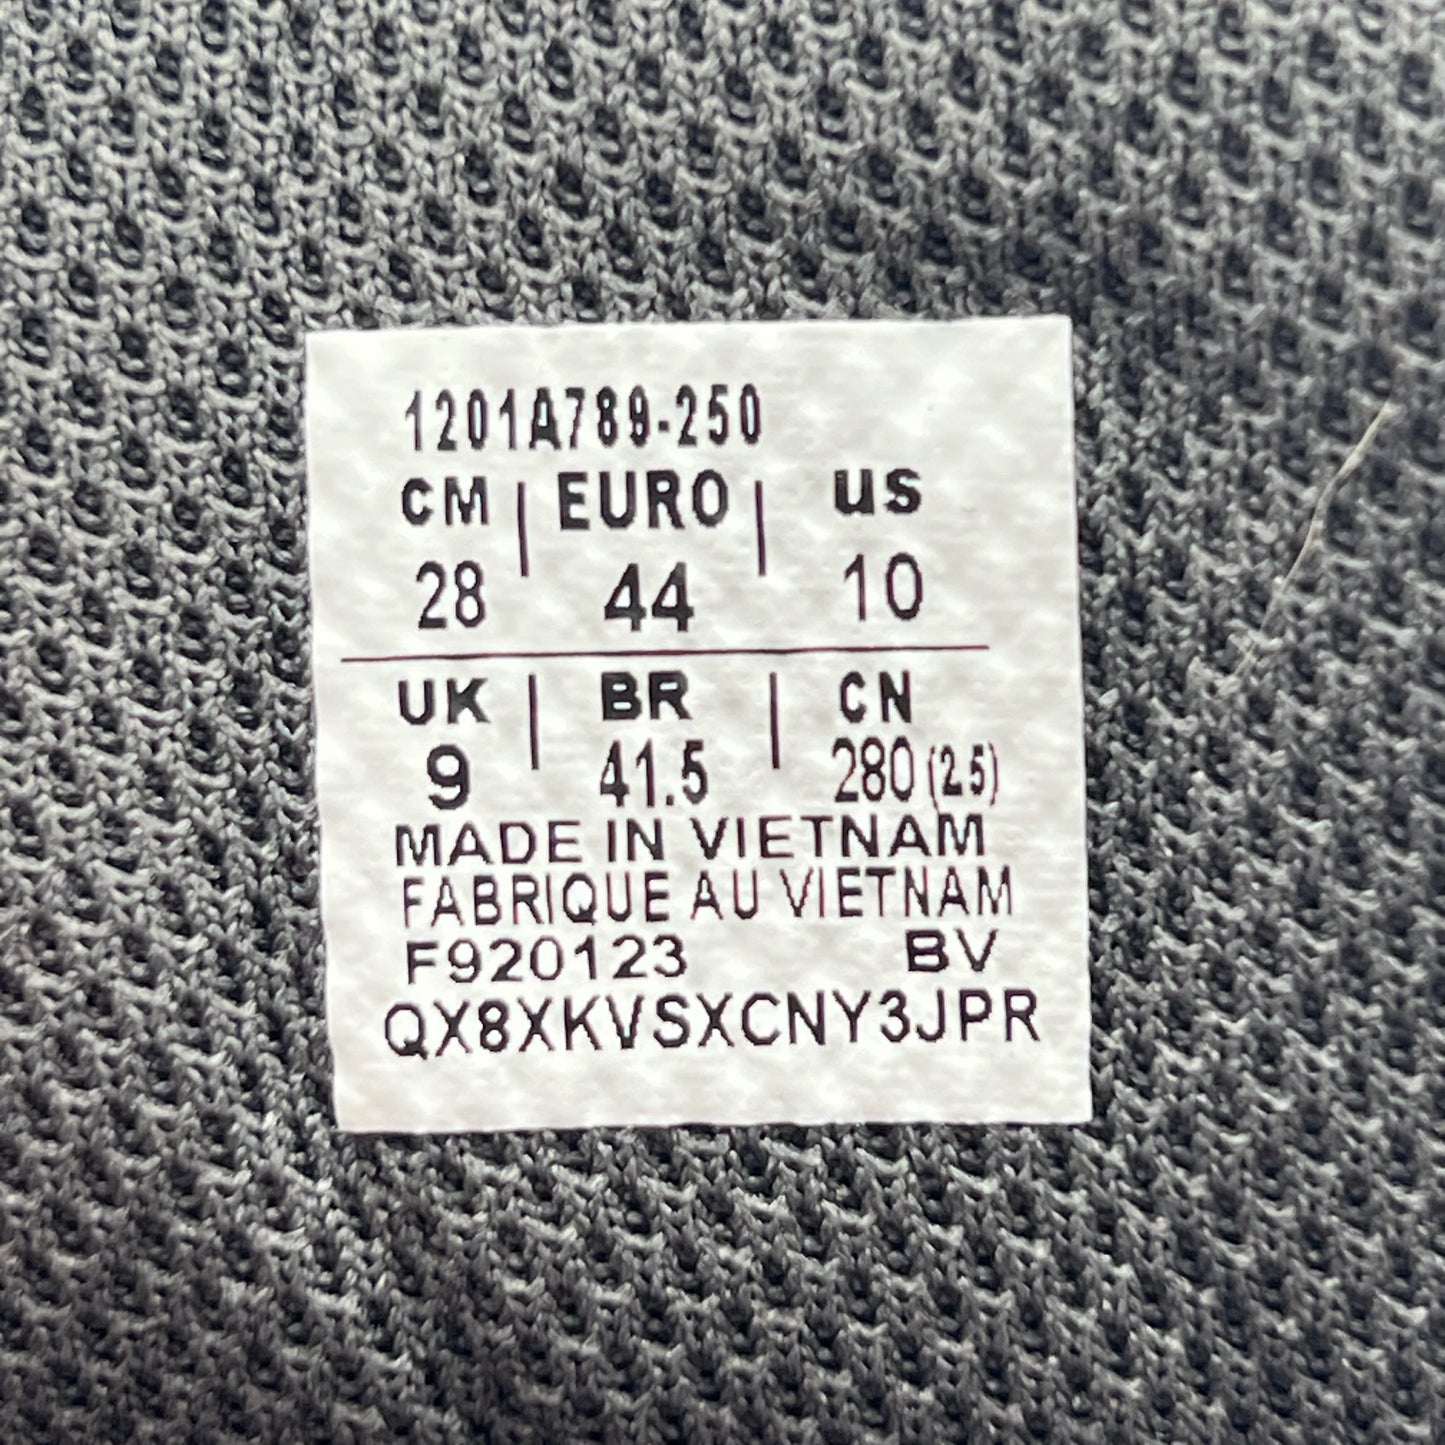 1201A789-250
CM | EURO | US
28 44 10
UK | BR | CN
9 41.5 280 (2.5)
MADE IN VIETNAM
FABRIQUE AU VIETNAM
F920123 BV
QX8XKVSXCNY3JPR